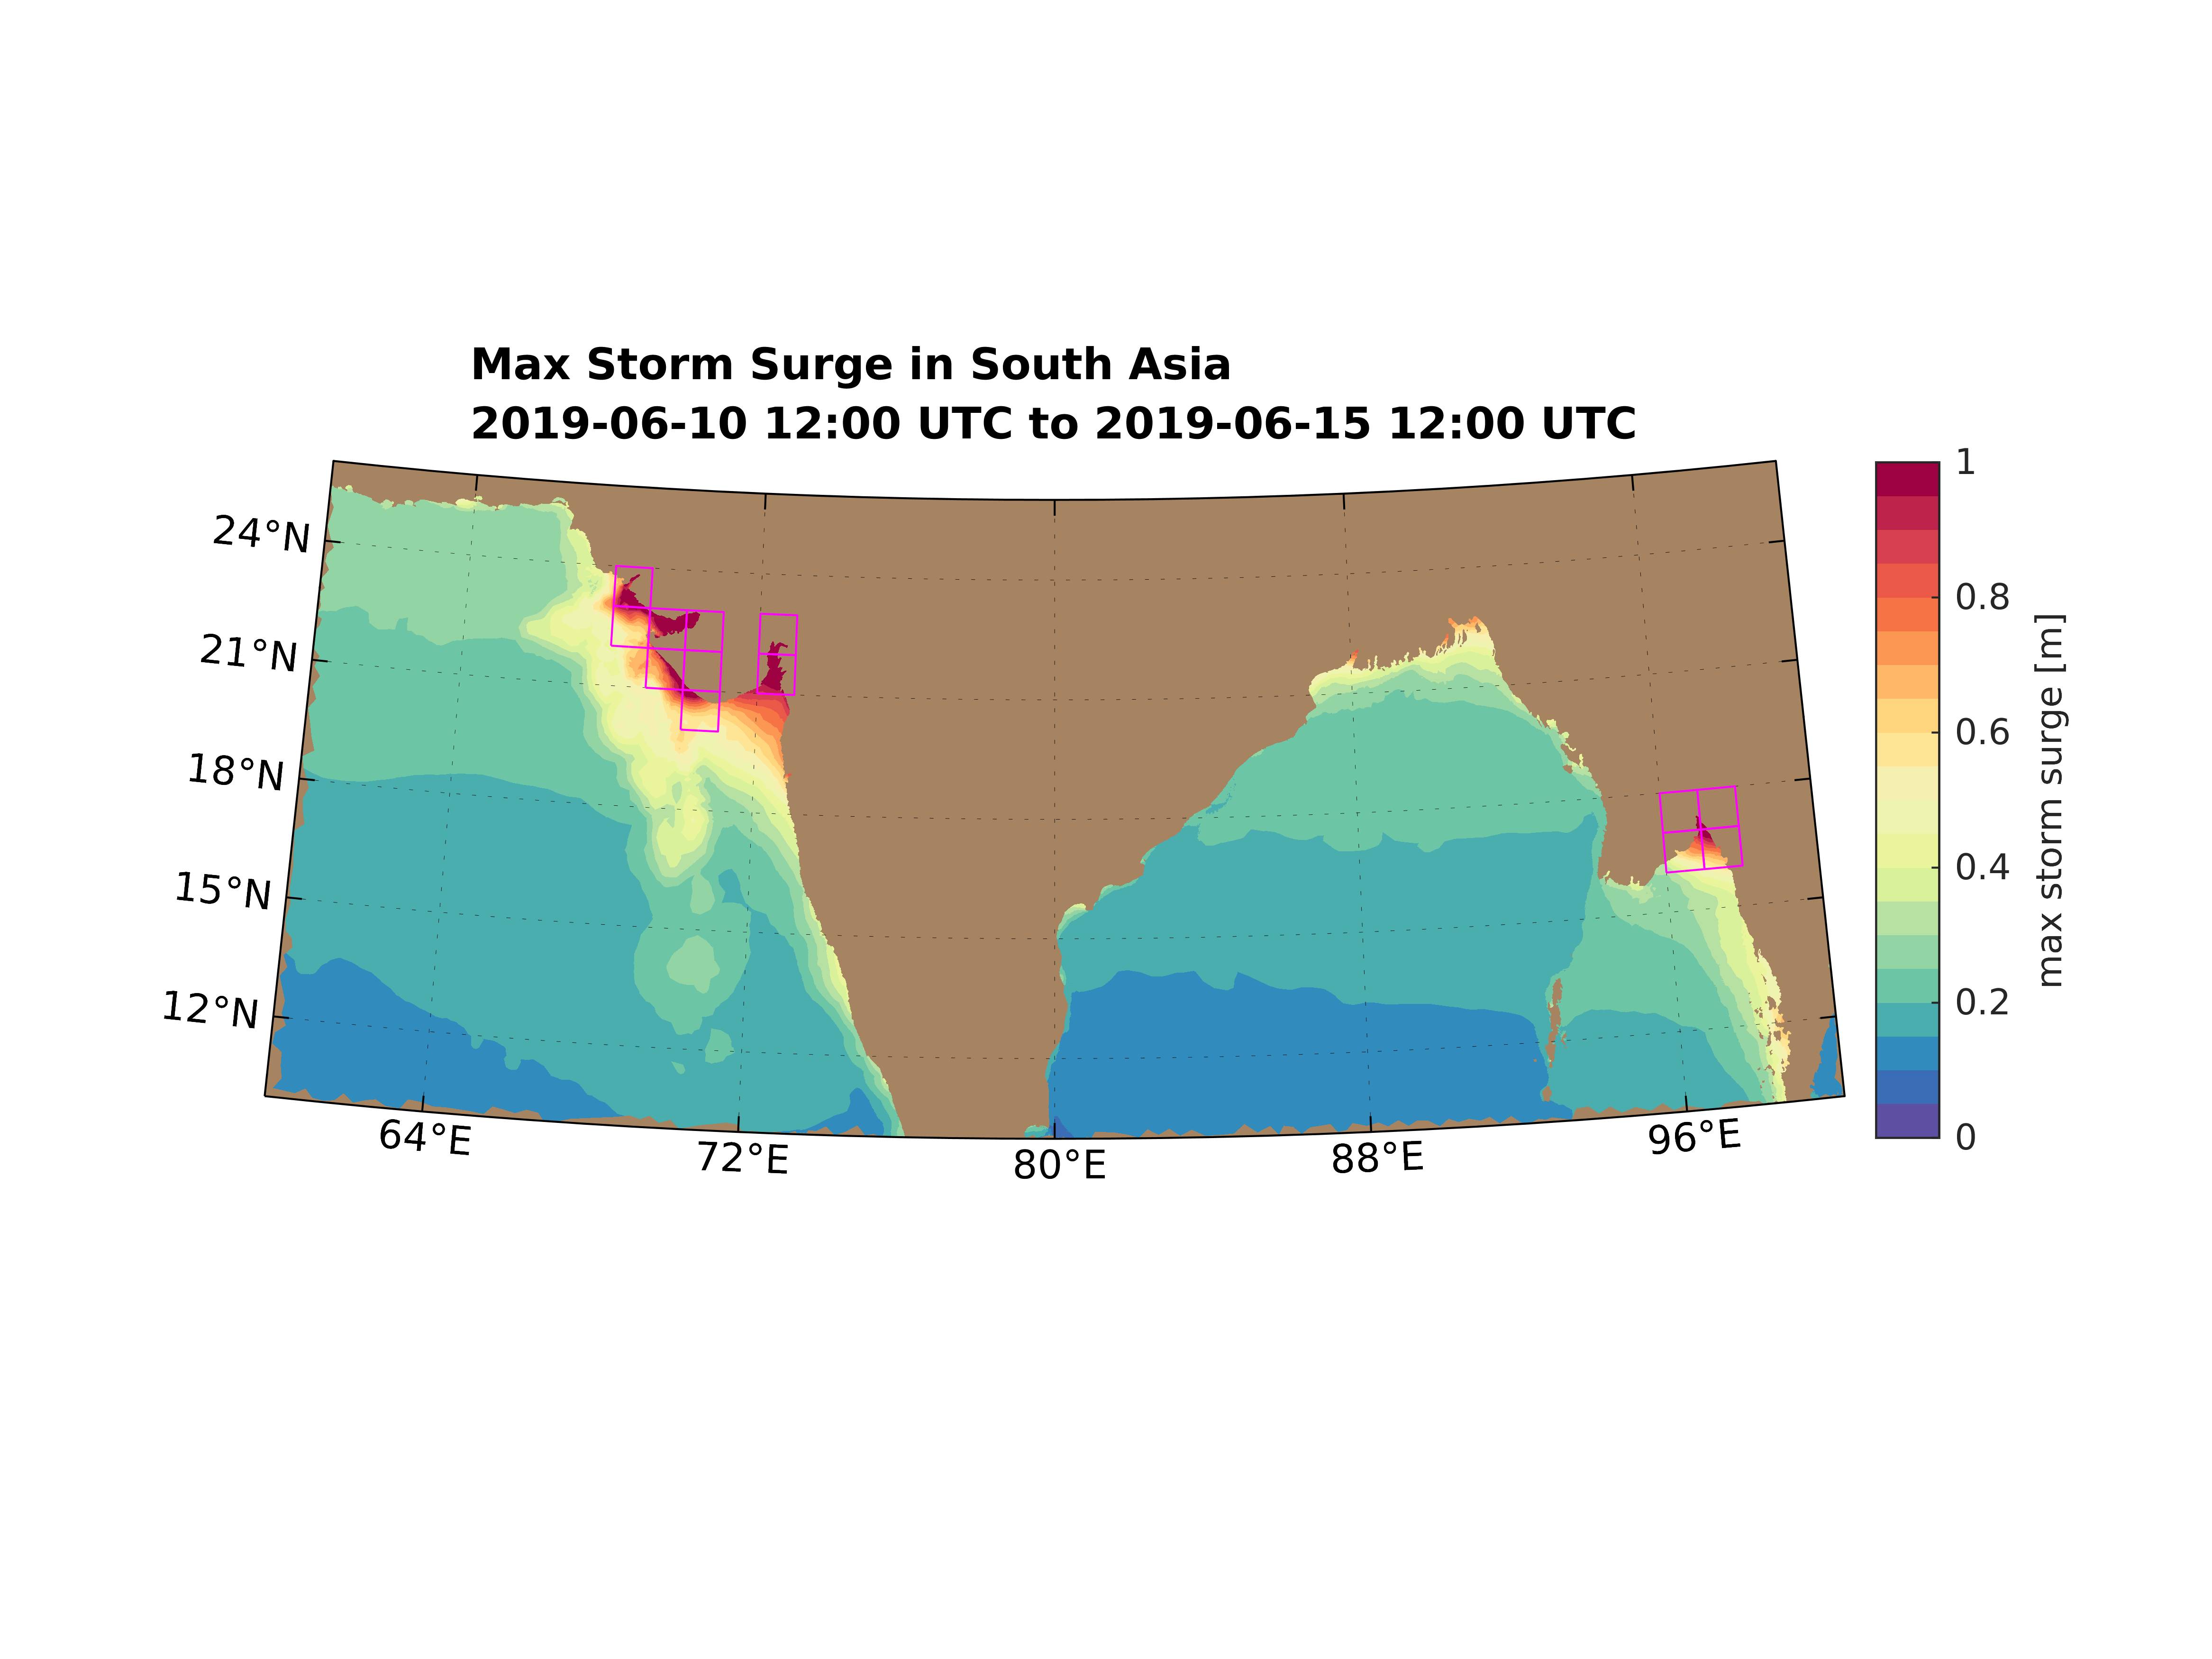 Max Storm Surge in South Asia
2019-06-10 12:00 UTC to 2019-06-15 12:00 UTC
24°N
21°N
18°N
15°N
12°N
64°E
72°E
80°E
88°E
96°E
1
0.8
0.6
0.4
0.2
0
max storm surge [m]